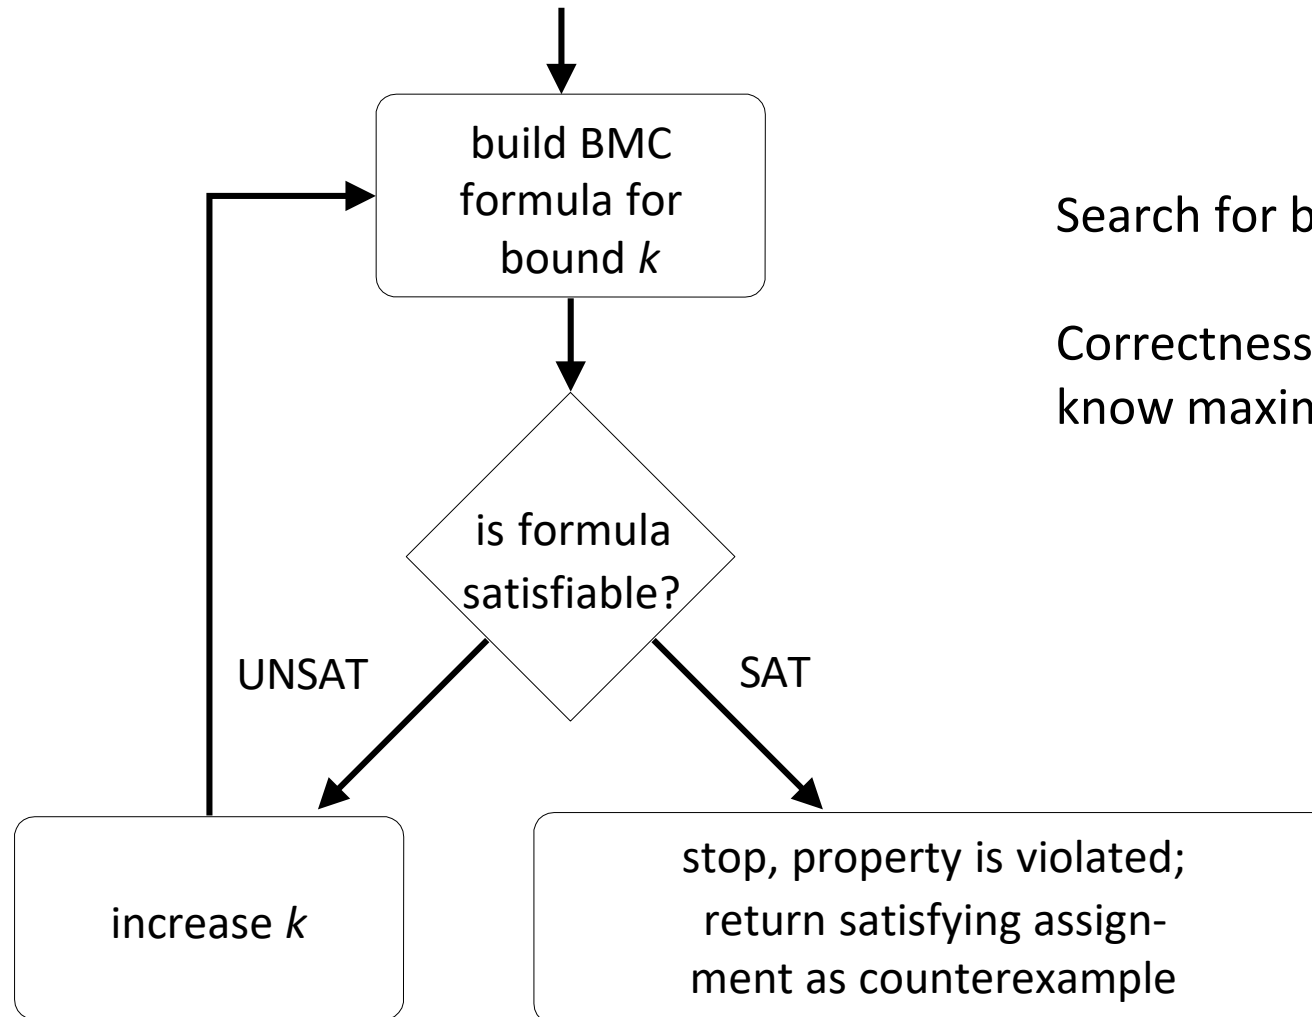 build BMC
formula for
bound k
Search for b
Correctness
know maxin
is formula
satisfiable?
UNSAT
SAT
increase k
stop, property is violated;
return satisfying assign-
ment as counterexample